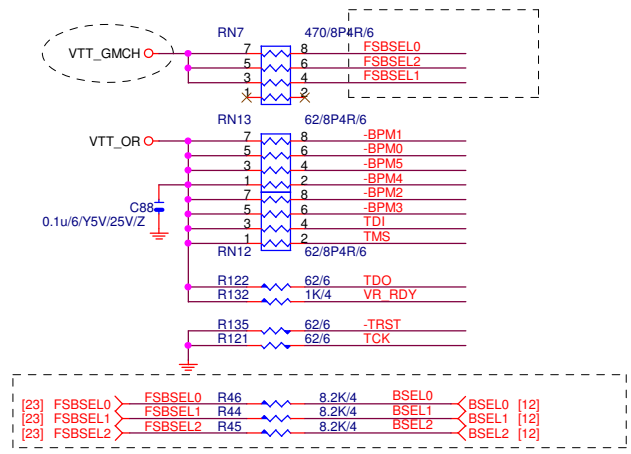 RN7 470/8P4R/6
VTT_GMCH 7 8 FSBSEL0
5 6 FSBSEL2
3 4 FSBSEL1
1 2
RN13 62/8P4R/6
VTT_OR 7 8 -BPM1
5 6 -BPM0
3 4 -BPM5
1 2 -BPM4
C88 7 8 -BPM2
0.1u/6/Y5V/25V/Z 5 6 -BPM3
3 4 TDI
1 2 TMS
RN12 62/8P4R/6
R122 62/6 TDO
R132 1K/4 VR_RDY
R135 62/6 -TRST
R121 62/6 TCK
[23] FSBSEL0 FSBSEL0 R46 8.2K/4 BSEL0 BSEL0 [12]
[23] FSBSEL1 FSBSEL1 R44 8.2K/4 BSEL1 BSEL1 [12]
[23] FSBSEL2 FSBSEL2 R45 8.2K/4 BSEL2 BSEL2 [12]